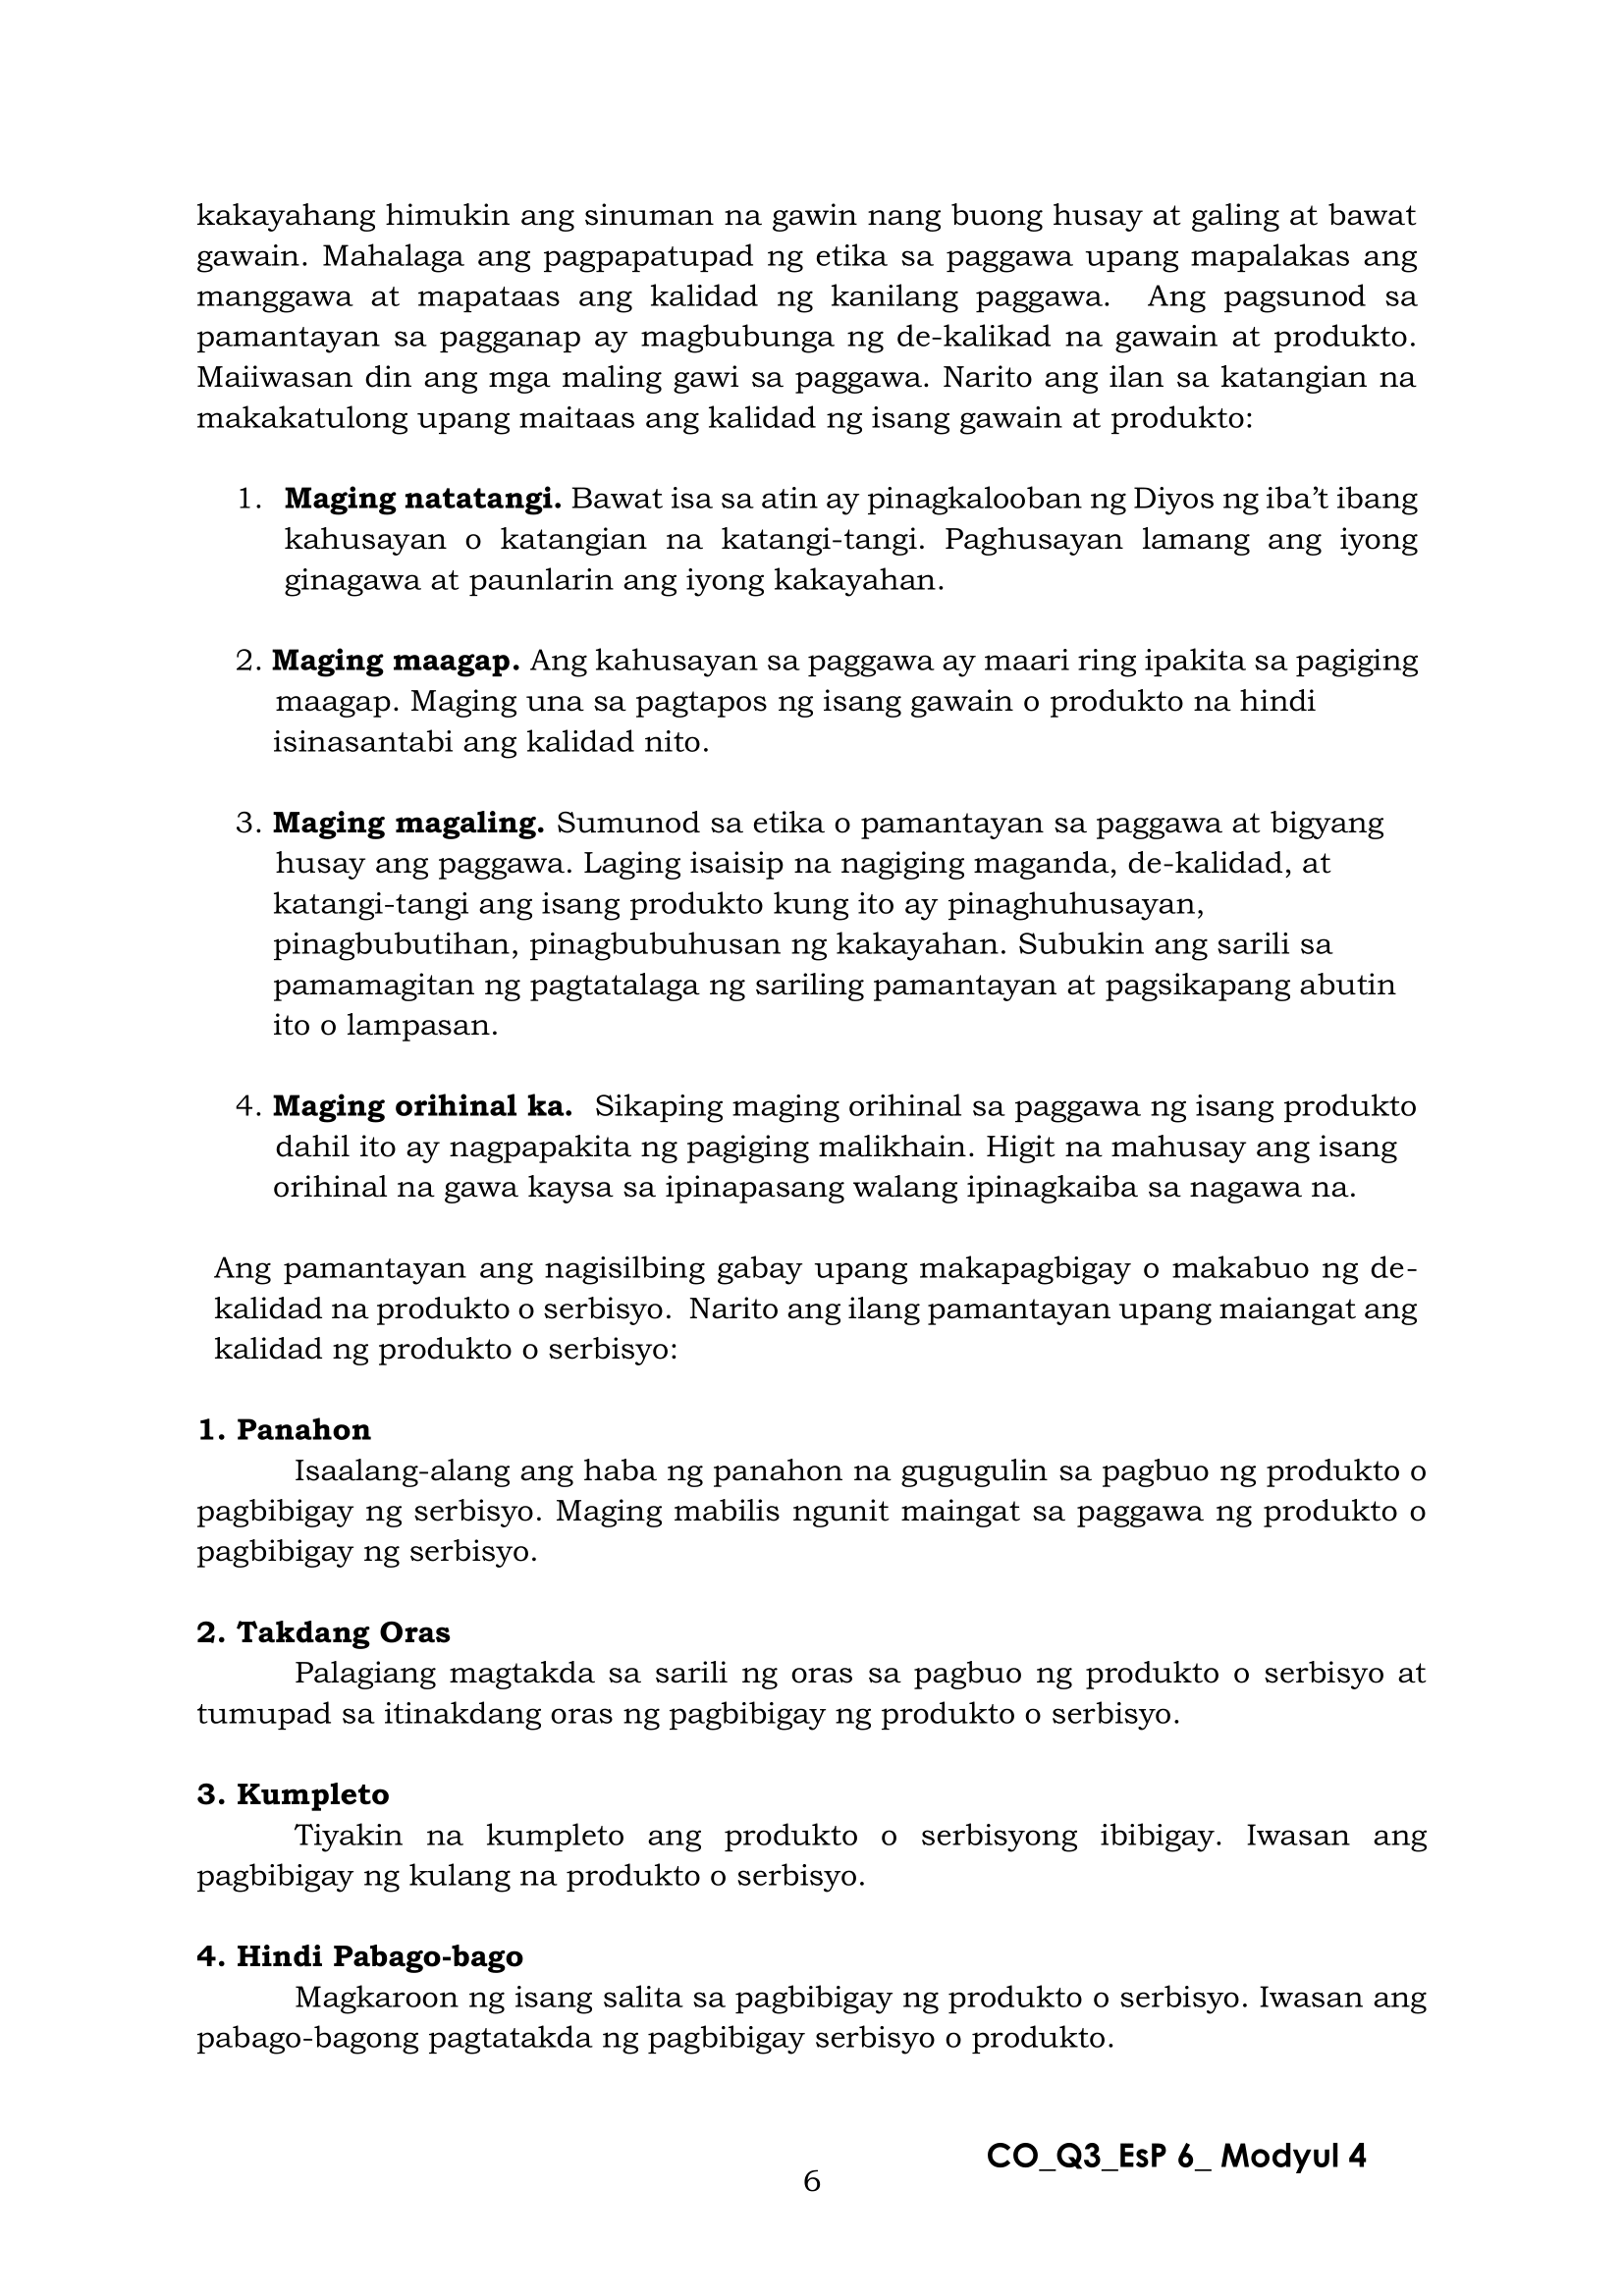 kakayahang himukin ang sinuman na gawin nang buong husay at galing at bawat
gawain. Mahalaga ang pagpapatupad ng etika sa paggawa upang mapalakas ang
manggawa at mapataas ang kalidad ng kanilang paggawa. Ang pagsunod sa
pamantayan sa pagganap ay magbubunga ng de-kalikad na gawain at produkto.
Maiiwasan din ang mga maling gawi sa paggawa. Narito ang ilan sa katangian na
makakatulong upang maitaas ang kalidad ng isang gawain at produkto:
1. Maging natatangi. Bawat isa sa atin ay pinagkalooban ng Diyos ng iba’t ibang
kahusayan o katangian na katangi-tangi. Paghusayan lamang ang iyong
ginagawa at paunlarin ang iyong kakayahan.
2. Maging maagap. Ang kahusayan sa paggawa ay maari ring ipakita sa pagiging
maagap. Maging una sa pagtapos ng isang gawain o produkto na hindi
isinasantabi ang kalidad nito.
3. Maging magaling. Sumunod sa etika o pamantayan sa paggawa at bigyang
husay ang paggawa. Laging isaisip na nagiging maganda, de-kalidad, at
katangi-tangi ang isang produkto kung ito ay pinaghuhusayan,
pinagbubutihan, pinagbubuhusan ng kakayahan. Subukin ang sarili sa
pamamagitan ng pagtatalaga ng sariling pamantayan at pagsikapang abutin
ito o lampasan.
4. Maging orihinal ka. Sikaping maging orihinal sa paggawa ng isang produkto
dahil ito ay nagpapakita ng pagiging malikhain. Higit na mahusay ang isang
orihinal na gawa kaysa sa ipinapasang walang ipinagkaiba sa nagawa na.
Ang pamantayan ang nagisilbing gabay upang makapagbigay o makabuo ng de-
kalidad na produkto o serbisyo. Narito ang ilang pamantayan upang maiangat ang
kalidad ng produkto o serbisyo:
1. Panahon
Isaalang-alang ang haba ng panahon na gugugulin sa pagbuo ng produkto o
pagbibigay ng serbisyo. Maging mabilis ngunit maingat sa paggawa ng produkto o
pagbibigay ng serbisyo.
2. Takdang Oras
Palagiang magtakda sa sarili ng oras sa pagbuo ng produkto o serbisyo at
tumupad sa itinakdang oras ng pagbibigay ng produkto o serbisyo.
3. Kumpleto
Tiyakin na kumpleto ang produkto o serbisyong ibibigay. Iwasan ang
pagbibigay ng kulang na produkto o serbisyo.
4. Hindi Pabago-bago
Magkaroon ng isang salita sa pagbibigay ng produkto o serbisyo. Iwasan ang
pabago-bagong pagtatakda ng pagbibigay serbisyo o produkto.
CO_Q3_EsP 6_ Modyul 4
6